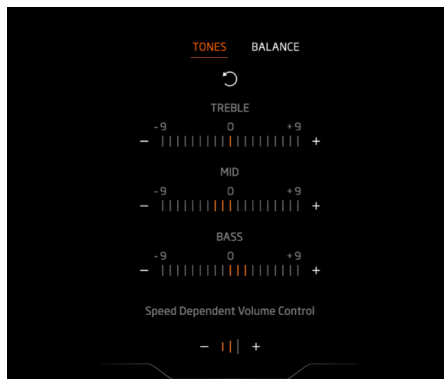 TONES BALANCE
TREBLE
-9 0 +9
- +
MID
-9 0 +9
- +
BASS
-9 0 +9
- +
Speed Dependent Volume Control
- +